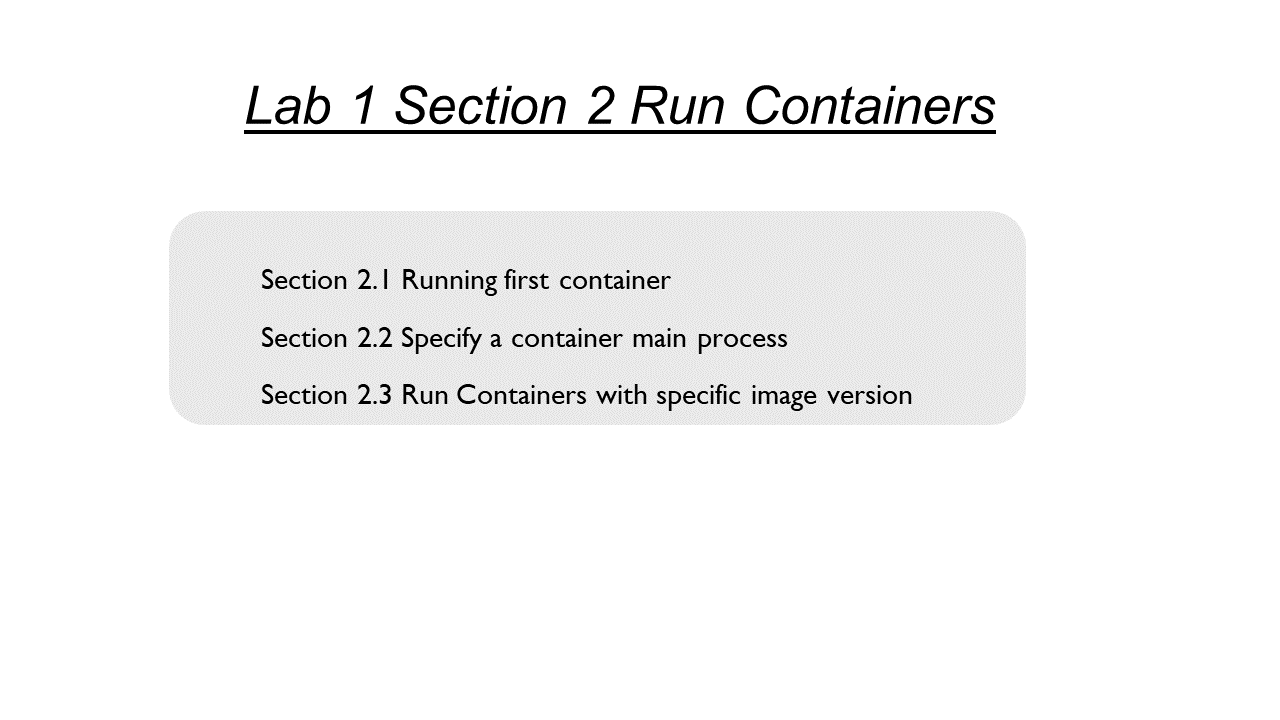 Lab 1 Section 2 Run Containers
Section 2.1 Running first container
Section 2.2 Specify a container main process
Section 2.3 Run Containers with specific image version